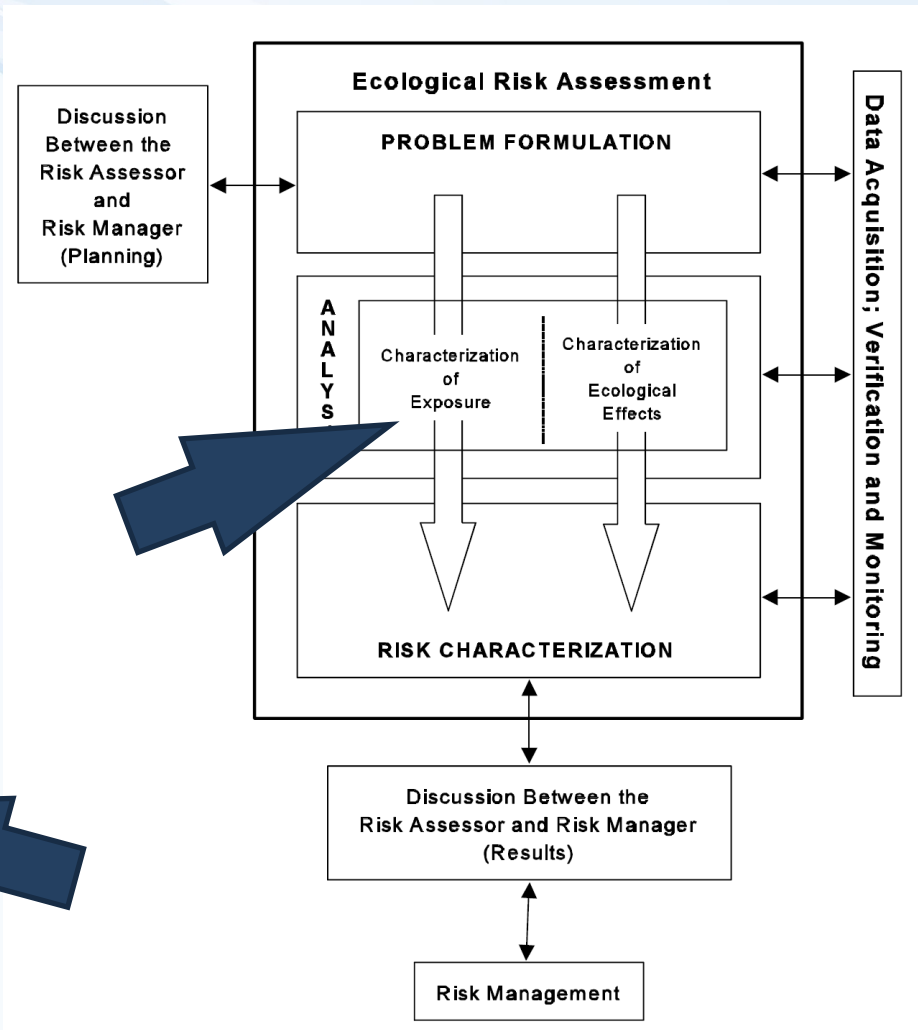 Ecological Risk Assessment
Discussion
Between the
Risk Assessor
and
Risk Manager
(Planning)
PROBLEM FORMULATION
ANALYS
Characterization
of
Exposure
Characterization
of
Ecological
Effects
RISK CHARACTERIZATION
Data Acquisition; Verification and Monitoring
Discussion Between the
Risk Assessor and Risk Manager
(Results)
Risk Management